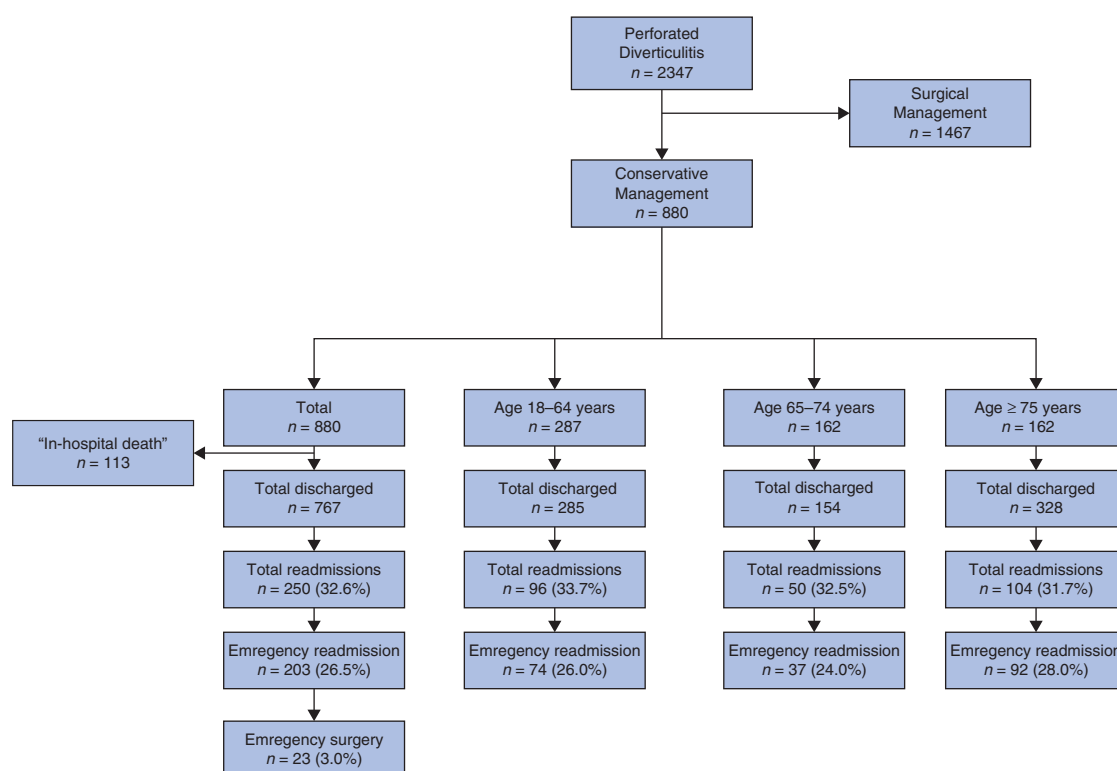 Perforated
Diverticulitis
n = 2347
Surgical
Management
n = 1467
Conservative
Management
n = 880
Total
n = 880
Age 18–64 years
n = 287
Age 65–74 years
n = 162
Age ≥ 75 years
n = 162
“In-hospital death”
n = 113
Total discharged
n = 767
Total discharged
n = 285
Total discharged
n = 154
Total discharged
n = 328
Total readmissions
n = 250 (32.6%)
Total readmissions
n = 96 (33.7%)
Total readmissions
n = 50 (32.5%)
Total readmissions
n = 104 (31.7%)
Emregency readmission
n = 203 (26.5%)
Emregency readmission
n = 74 (26.0%)
Emregency readmission
n = 37 (24.0%)
Emregency readmission
n = 92 (28.0%)
Emregency surgery
n = 23 (3.0%)